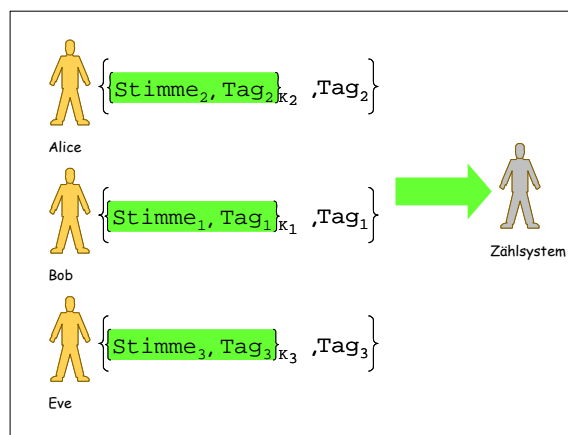 {{Stimme₂, Tag₂}K₂ ,Tag₂}
Alice
{{Stimme₁, Tag₁}K₁ ,Tag₁}
Zählsystem
Bob
{{Stimme₃, Tag₃}K₃ ,Tag₃}
Eve